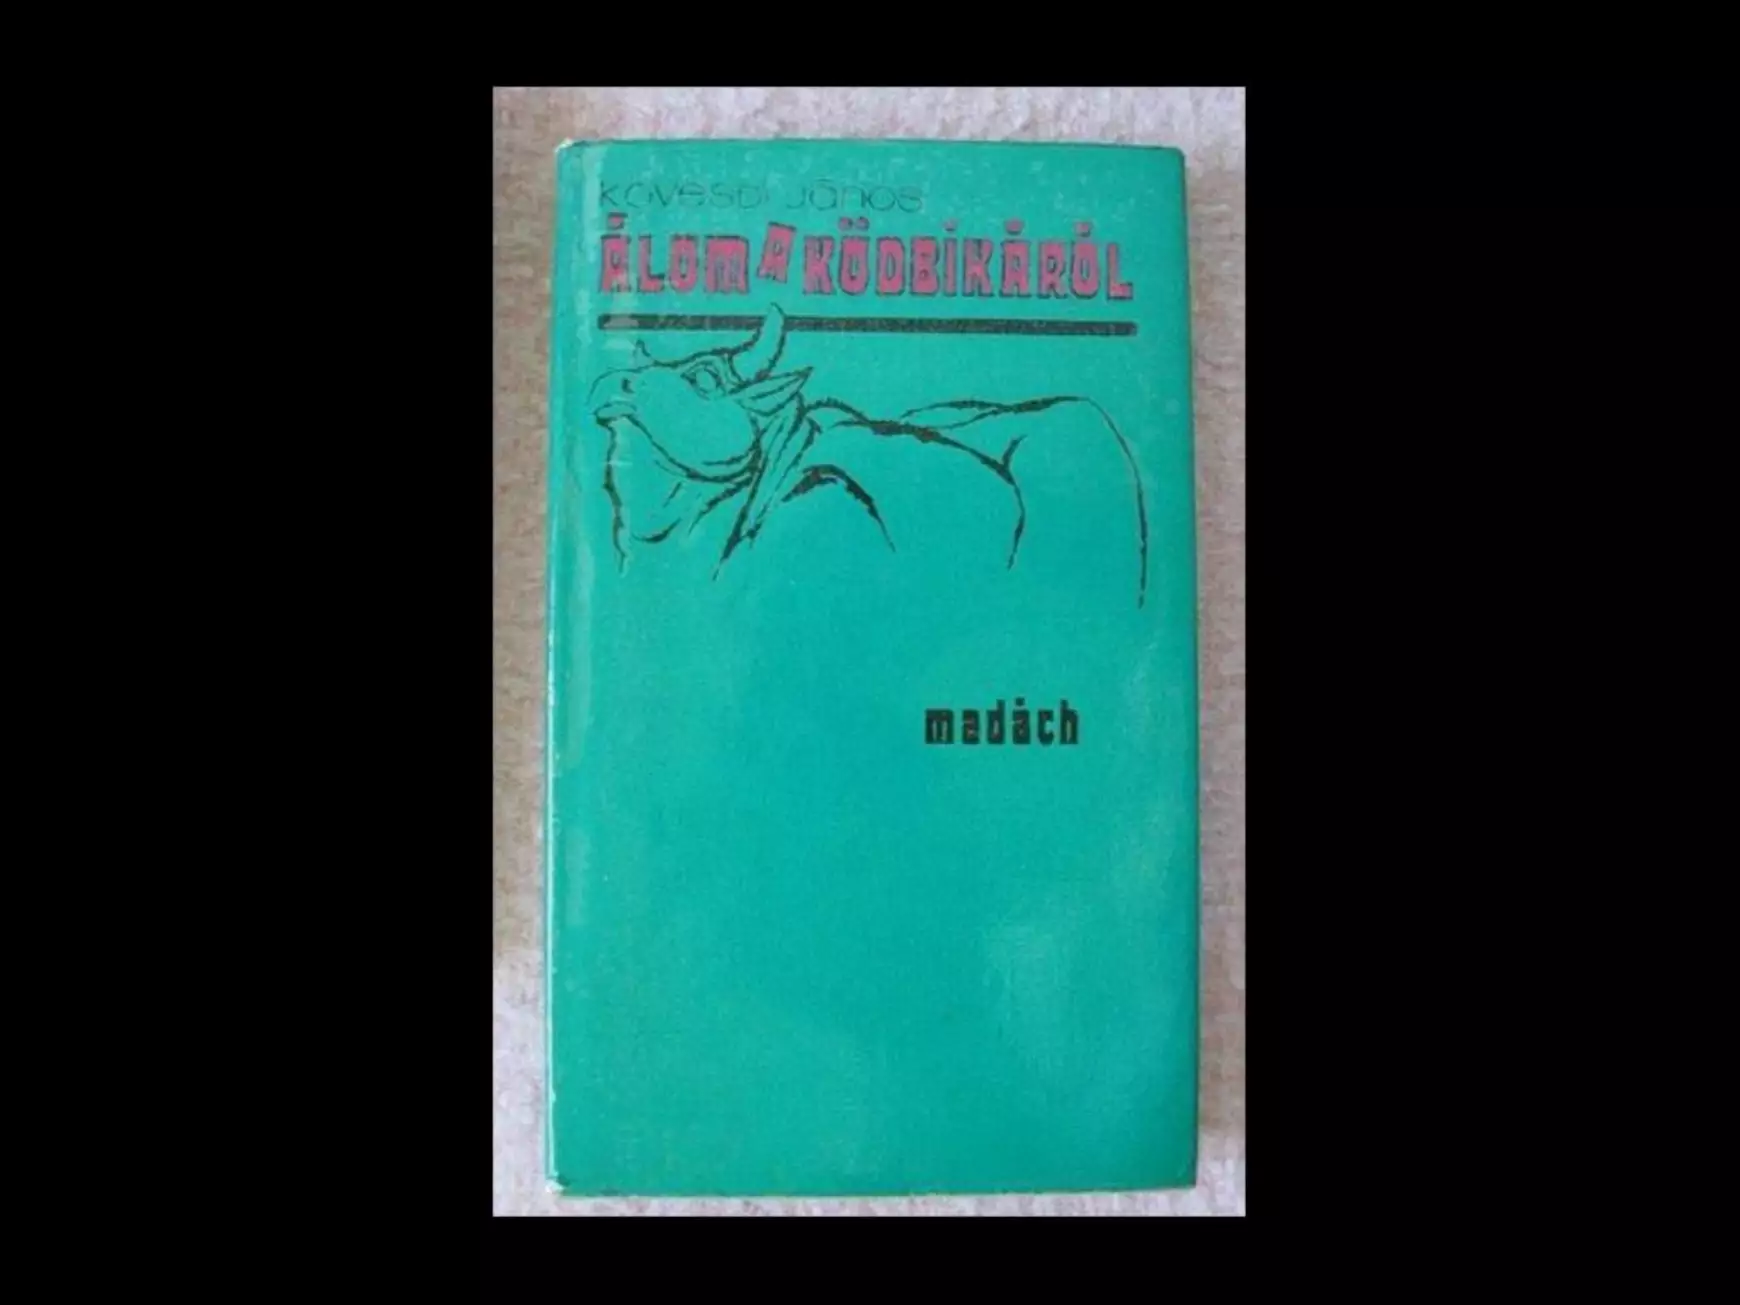 kövesdi János
ÁLOM A KÖDBIKÁRÓL
madách